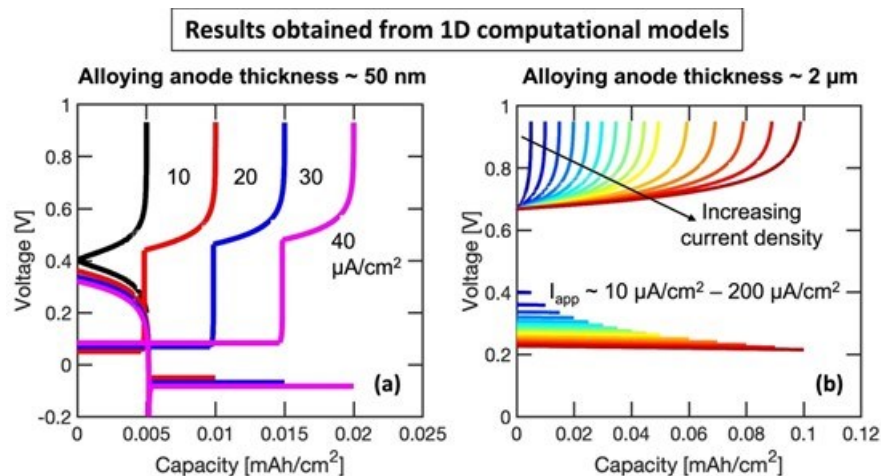 Results obtained from 1D computational models
Alloying anode thickness ~ 50 nm
Alloying anode thickness ~ 2 μm
1
0.8
0.6
0.4
0.2
0
-0.2
Voltage [V]
10
20
30
40
μA/cm²
(a)
0
0.005
0.01
0.015
0.02
0.025
Capacity [mAh/cm²]
1
0.8
0.6
0.4
0.2
0
Voltage [V]
Increasing
current density
I_app ~ 10 μA/cm² – 200 μA/cm²
(b)
0
0.02
0.04
0.06
0.08
0.10
0.12
Capacity [mAh/cm²]